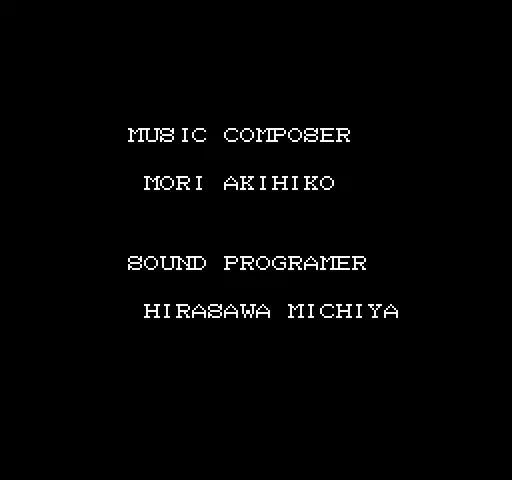 MUSIC COMPOSER
MORI AKIHIKO
SOUND PROGRAMER
HIRASAWA MICHIYA